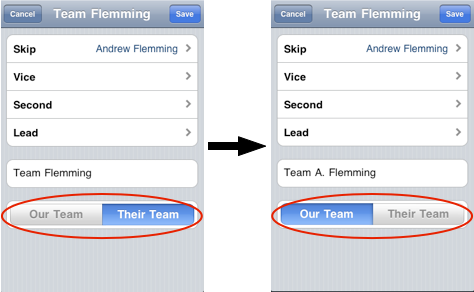 Cancel Team Flemming Save
Skip Andrew Flemming
Vice
Second
Lead
Team Flemming
Our Team Their Team
Cancel Team Flemming Save
Skip Andrew Flemming
Vice
Second
Lead
Team A. Flemming
Our Team Their Team